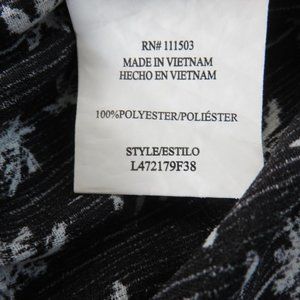 RN# 111503
MADE IN VIETNAM
HECHO EN VIETNAM
100%POLYESTER/POLIÉSTER
STYLE/ESTILO
L472179F38